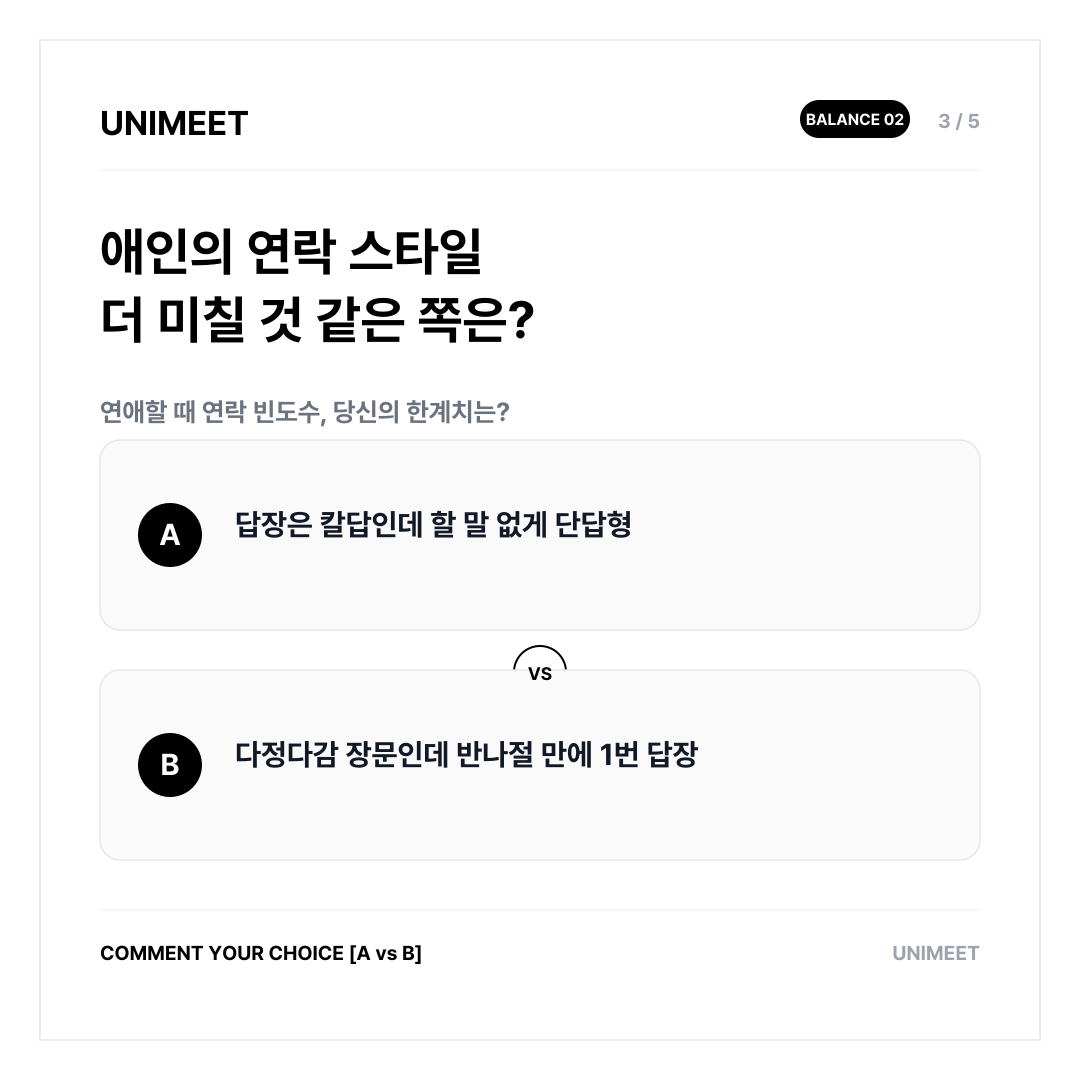 UNIMEET
BALANCE 02
3 / 5
애인의 연락 스타일
더 미칠 것 같은 쪽은?
연애할 때 연락 빈도수, 당신의 한계치는?
A
답장은 칼답인데 할 말 없게 단답형
VS
B
다정다감 장문인데 반나절 만에 1번 답장
COMMENT YOUR CHOICE [A vs B]
UNIMEET